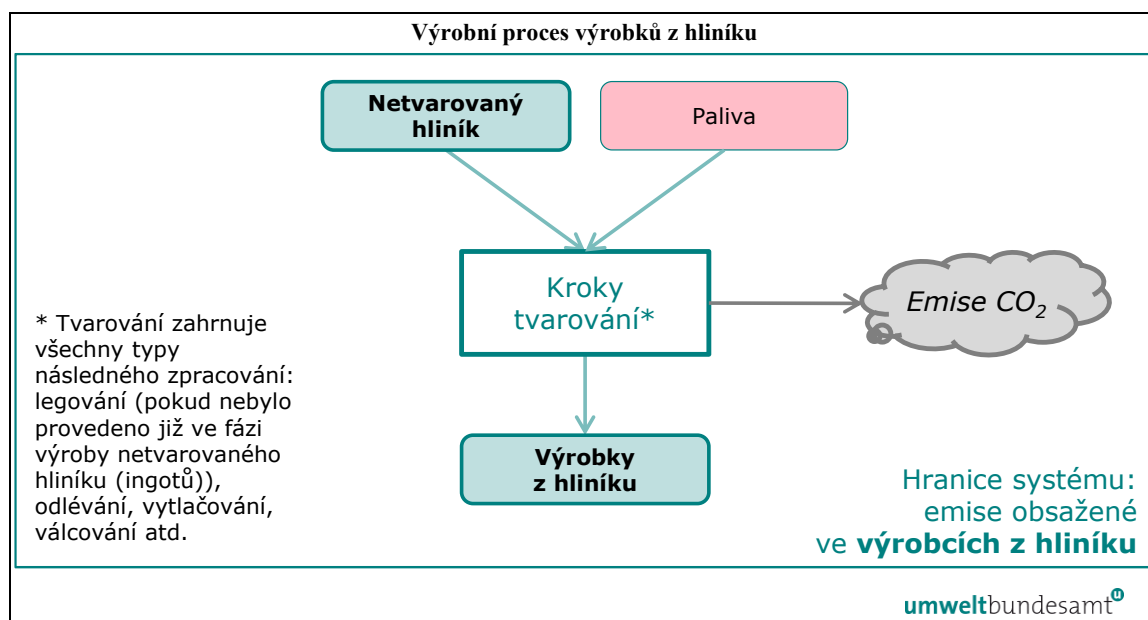 Výrobní proces výrobků z hliníku
Netvarovaný
hliník
Paliva
Kroky
tvarování*
Emise CO₂
* Tvarování zahrnuje
všechny typy
následného zpracování:
legování (pokud nebylo
provedeno již ve fázi
výroby netvarovaného
hliníku (ingotů)),
odlévání, vytlačování,
válcování atd.
Výrobky
z hliníku
Hranice systému:
emise obsažené
ve výrobcích z hliníku
umweltbundesamt ᵘ